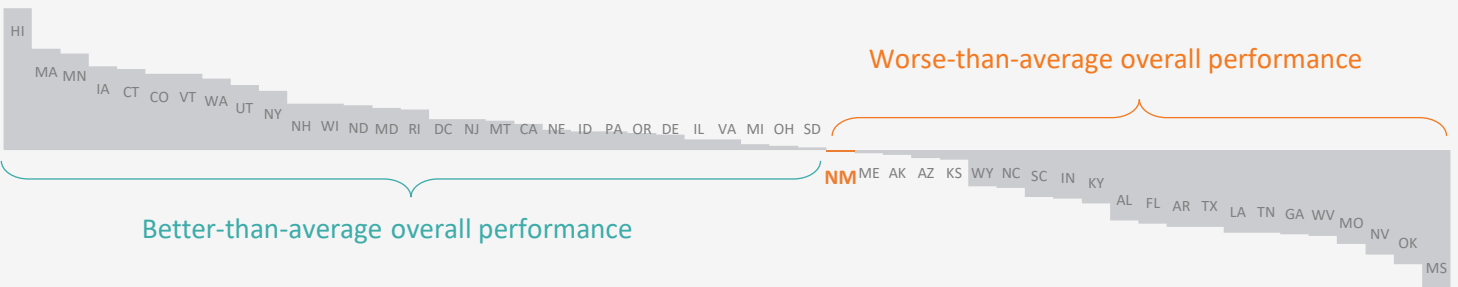 HI
MA MN IA CT CO VT WA UT NY NH WI ND MD RI DC NJ MT CA NE ID PA OR DE IL VA MI OH SD
Worse-than-average overall performance
NM ME AK AZ KS WY NC SC IN KY AL FL AR TX LA TN GA WV MO NV OK MS
Better-than-average overall performance